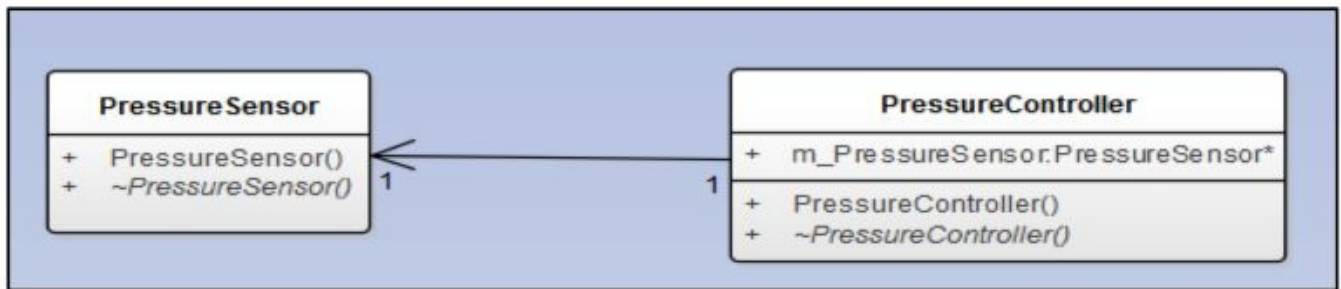 PressureSensor
+ PressureSensor()
+ ~PressureSensor()
1
1
PressureController
+ m_PressureSensor:PressureSensor*
+ PressureController()
+ ~PressureController()